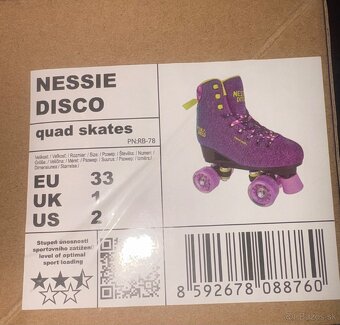 NESSIE
DISCO
quad skates
PN:RB-78
EU 33
UK 1
US 2
Stupeň únosnosti
sportovního zatížení
level of optimal
sport loading
8 592678 088760